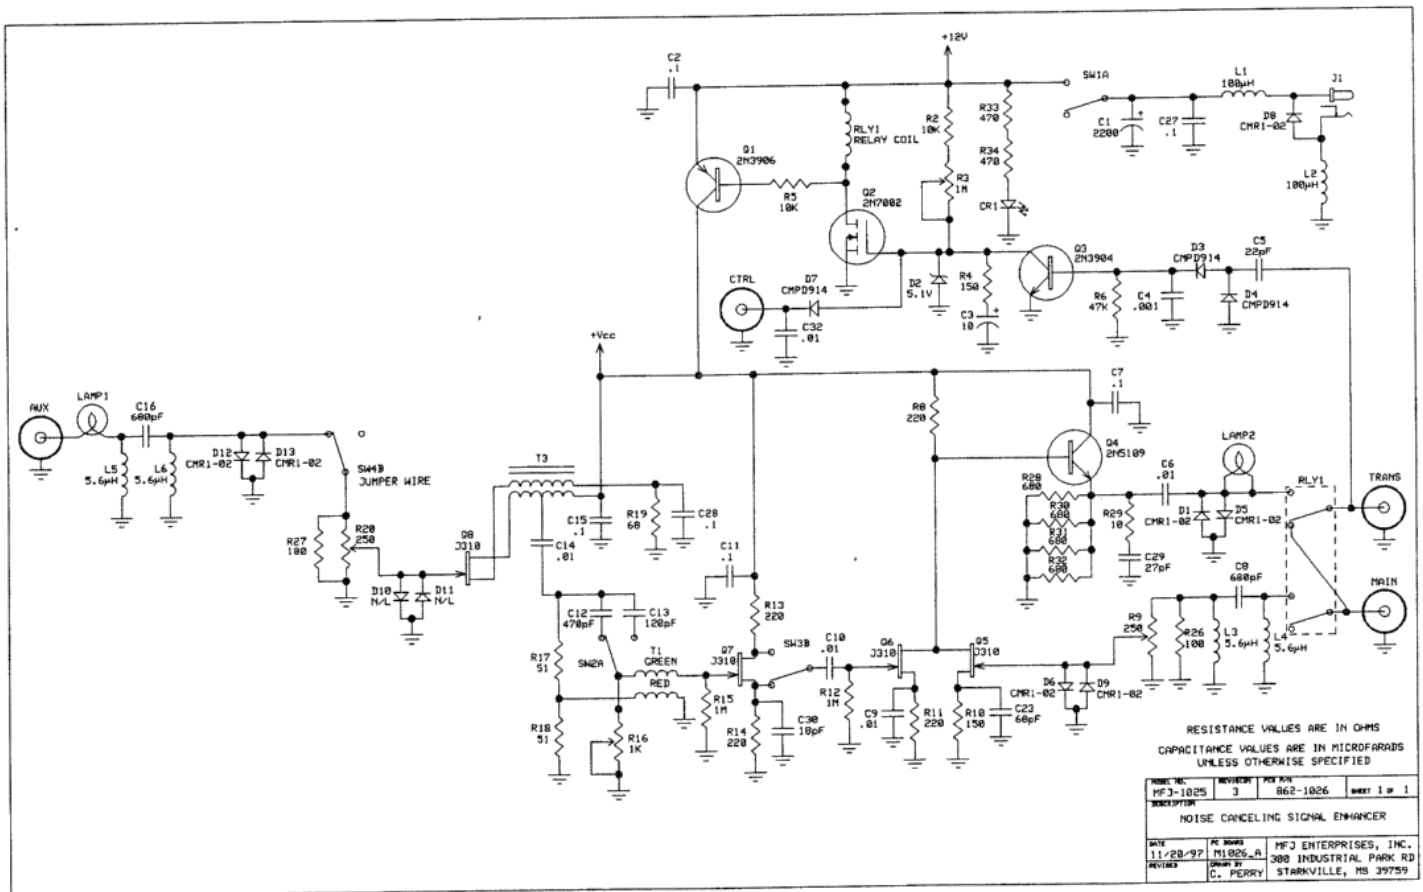 +12V
C2
.1
SW1A
L1
100µH
J1
RLY1
RELAY COIL
R2
10K
R33
470
C1
2200
+
C27
.1
D8
CMR1-02
R34
470
Q1
2N3906
R3
1M
L2
100µH
R5
10K
Q2
2N7002
CR1
Q3
2N3904
D3
CMPD914
C5
22pF
CTRL
D7
CMPD914
D2
5.1V
R4
150
C3
10
+
R6
47K
C4
.001
D4
CMPD914
C32
.01
+Vcc
C7
.1
AUX
LAMP1
C16
680pF
R8
220
Q4
2N5109
LAMP2
D12
CMR1-02
D13
CMR1-02
T3
C6
.01
L5
5.6µH
L6
5.6µH
SW4B
JUMPER WIRE
R28
680
R30
680
R31
680
R32
680
RLY1
TRANS
R27
100
R20
250
Q8
J310
C15
.1
R19
68
C28
.1
C14
.01
R29
10
D1
CMR1-02
D5
CMR1-02
C29
27pF
C11
.1
D10
N/L
D11
N/L
C8
680pF
MAIN
C12
470pF
C13
120pF
R13
220
SW3B
C10
.01
Q6
J310
Q5
J310
R9
250
R26
100
L3
5.6µH
L4
5.6µH
R17
51
SW2A
T1
GREEN
RED
Q7
J310
R15
1M
R12
1M
D6
CMR1-02
D9
CMR1-02
R18
51
R16
1K
R14
220
C30
18pF
C9
.01
R11
220
R10
150
C23
68pF
RESISTANCE VALUES ARE IN OHMS
CAPACITANCE VALUES ARE IN MICROFARADS
UNLESS OTHERWISE SPECIFIED
MODEL NO.
MFJ-1025
REVISION
3
PCB P/N
862-1026
SHEET 1 OF 1
DESCRIPTION
NOISE CANCELING SIGNAL ENHANCER
DATE
11/20/97
PC BOARD
M1026_A
MFJ ENTERPRISES, INC.
300 INDUSTRIAL PARK RD
STARKVILLE, MS 39759
REVISED
DRAWN BY
C. PERRY